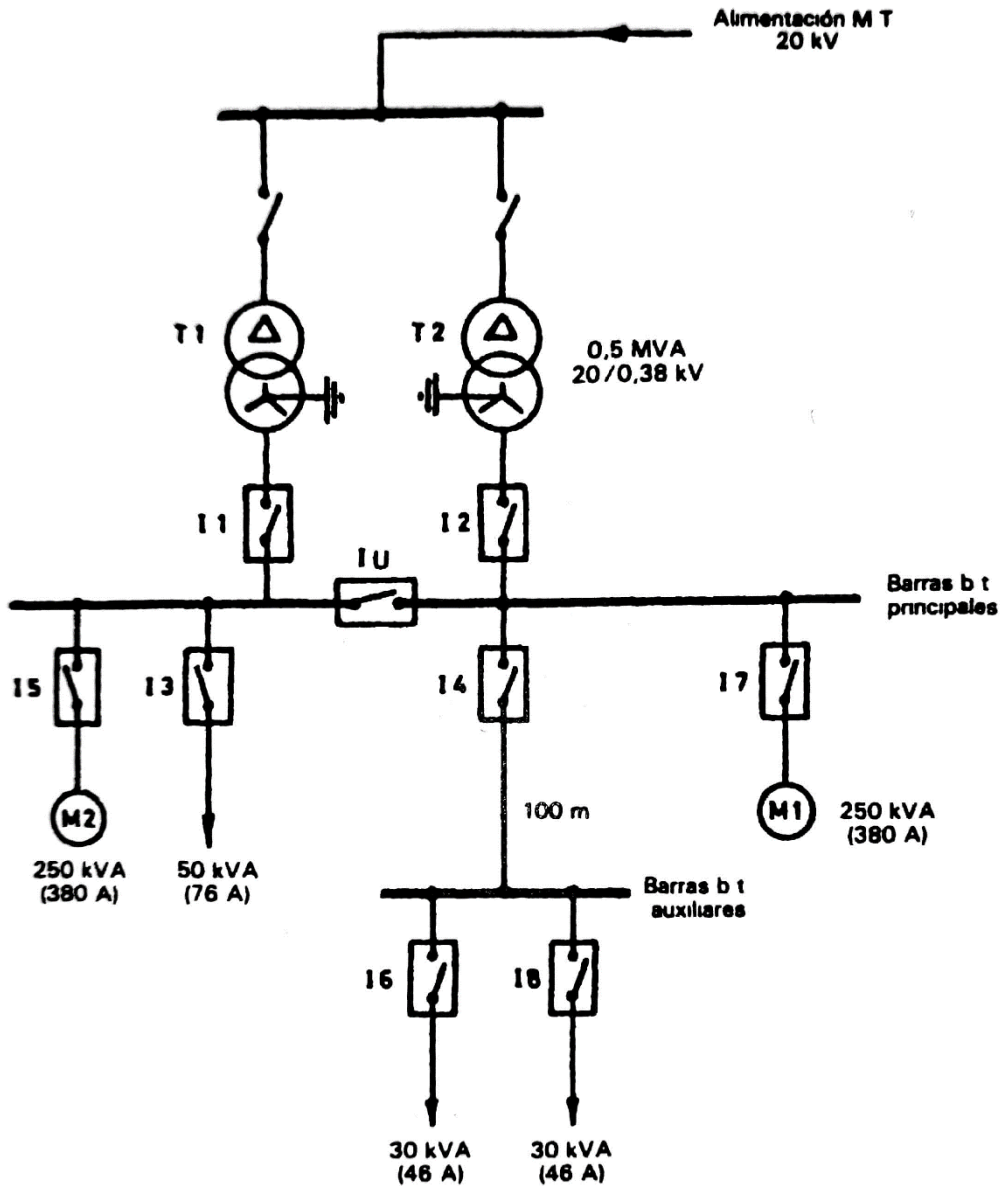 Alimentación M T
20 kV
T1
T2
0,5 MVA
20/0,38 kV
I1
I2
IU
Barras b t
principales
I5
I3
I4
I7
M2
100 m
M1
250 kVA
(380 A)
250 kVA
(380 A)
50 kVA
(76 A)
Barras b t
auxiliares
I6
I8
30 kVA
(46 A)
30 kVA
(46 A)